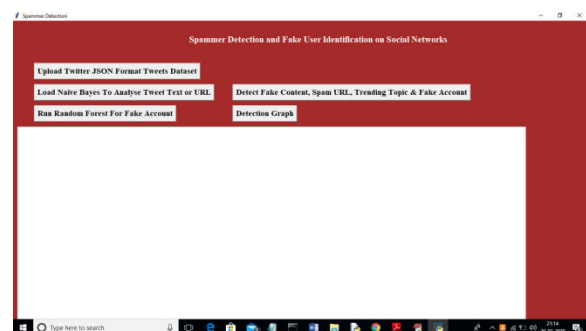 Spammer Detection
Spammer Detection and Fake User Identification on Social Networks
Upload Twitter JSON Format Tweets Dataset
Load Naive Bayes To Analyse Tweet Text or URL
Detect Fake Content, Spam URL, Trending Topic & Fake Account
Run Random Forest For Fake Account
Detection Graph
Type here to search
21:14